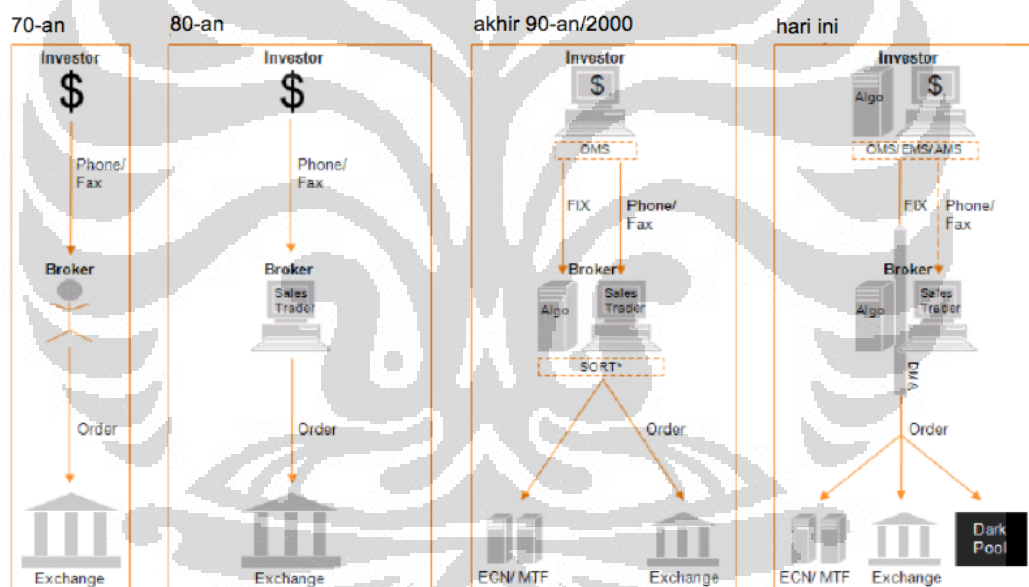 70-an
Investor
$
Phone/
Fax
Broker
Order
Exchange
80-an
Investor
$
Phone/
Fax
Broker
Sales
Trader
Order
Exchange
akhir 90-an/2000
Investor
$
OMS
FIX
Phone/
Fax
Broker
Algo
Sales
Trader
SORT*
Order
ECN/ MTF
Exchange
hari ini
Investor
Algo
$
OMS/ EMS/ AMS
FIX
Phone/
Fax
Broker
Algo
Sales
Trader
DMA
Order
ECN/ MTF
Exchange
Dark
Pool